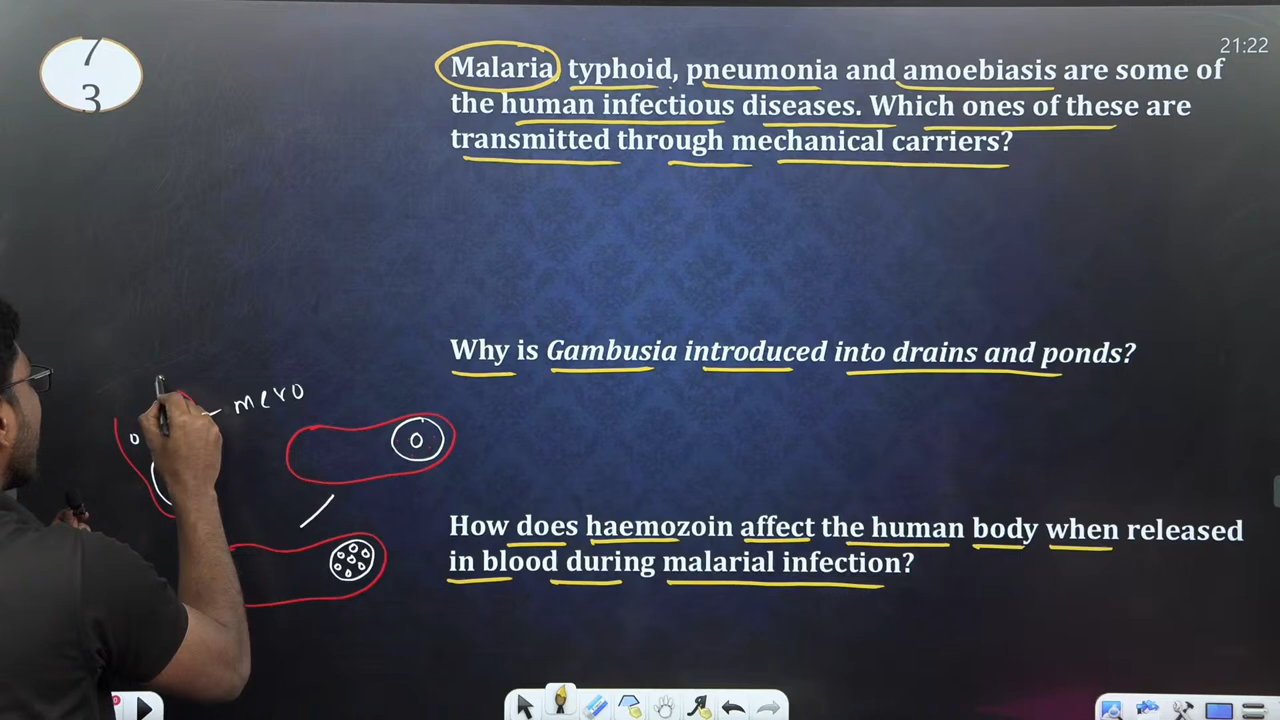 7
3
21:22
Malaria, typhoid, pneumonia and amoebiasis are some of
the human infectious diseases. Which ones of these are
transmitted through mechanical carriers?
Why is Gambusia introduced into drains and ponds?
mero
How does haemozoin affect the human body when released
in blood during malarial infection?